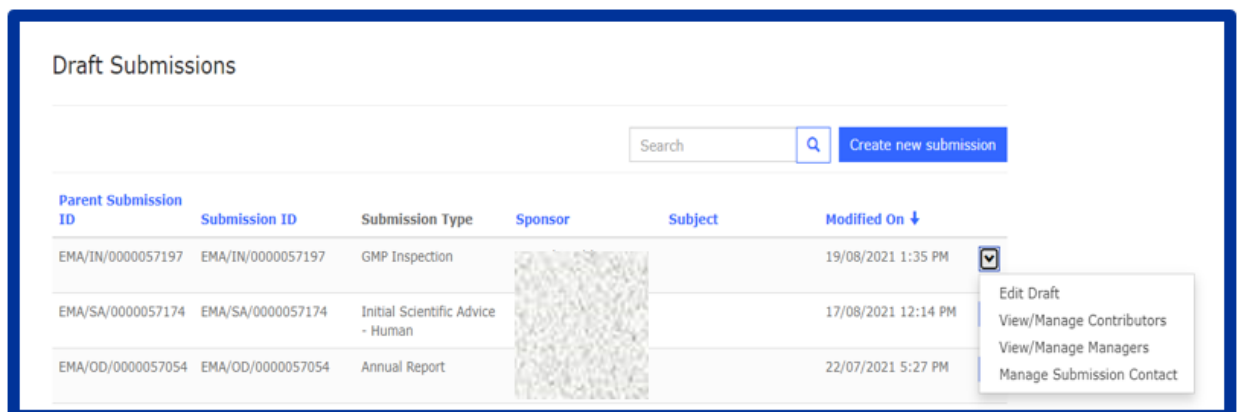 Draft Submissions
Search
Create new submission
Parent Submission
ID
Submission ID
Submission Type
Sponsor
Subject
Modified On
EMA/IN/0000057197 EMA/IN/0000057197 GMP Inspection 19/08/2021 1:35 PM
Edit Draft
EMA/SA/0000057174 EMA/SA/0000057174 Initial Scientific Advice 17/08/2021 12:14 PM
- Human
View/Manage Contributors
View/Manage Managers
EMA/OD/0000057054 EMA/OD/0000057054 Annual Report 22/07/2021 5:27 PM
Manage Submission Contact